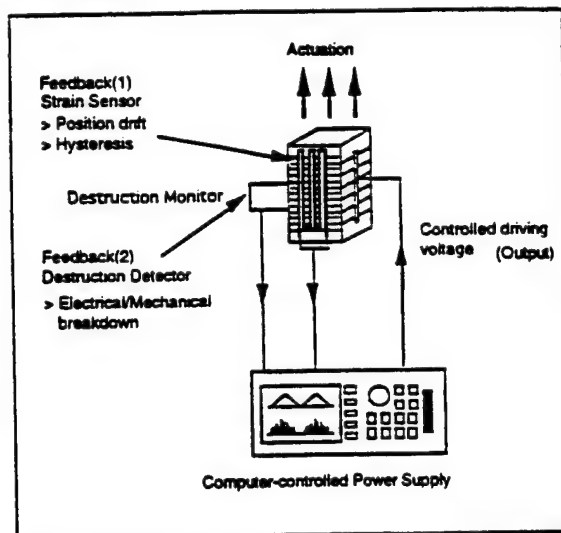 Actuation
Feedback(1)
Strain Sensor
> Position drift
> Hysteresis
Destruction Monitor
Feedback(2)
Destruction Detector
> Electrical/Mechanical
breakdown
Controlled driving
voltage (Output)
Computer-controlled Power Supply